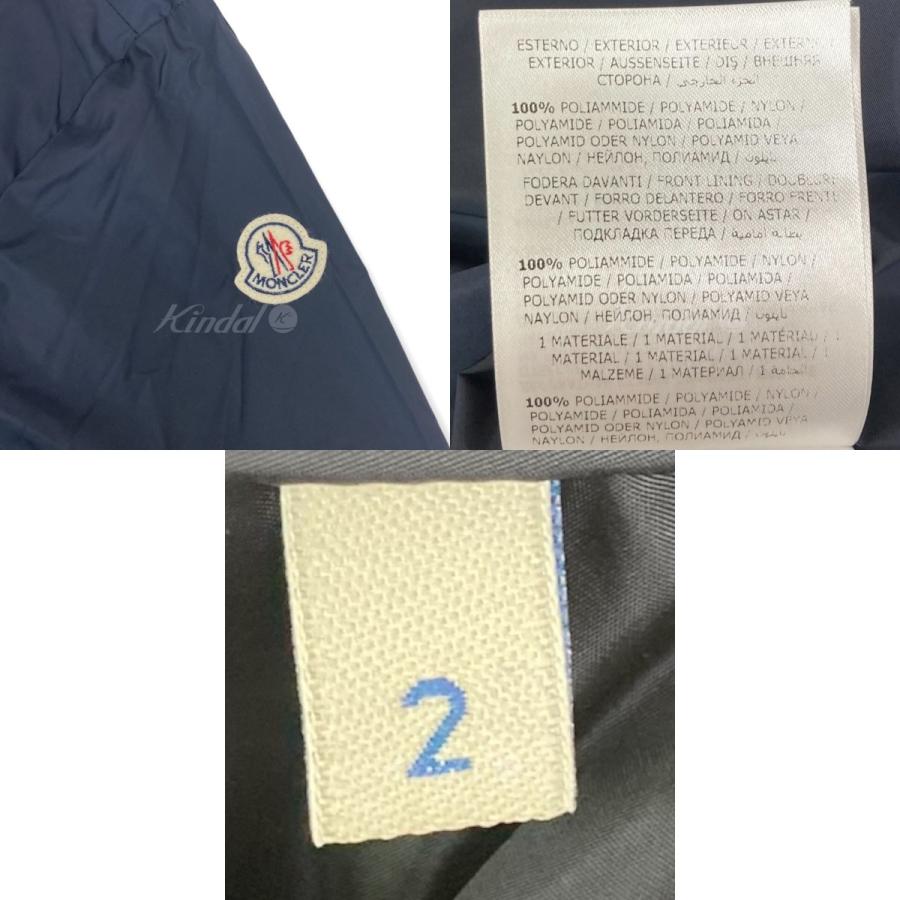 MONCLER
Kindal
ESTERNO / EXTERIOR / EXTERIEUR / EXTERNO /
EXTERIOR / AUSSENSEITE / DIŞ / ВНЕШНЯЯ
СТОРОНА / الجزء الخارجي
100% POLIAMMIDE / POLYAMIDE / NYLON /
POLYAMIDE / POLIAMIDA / POLIAMIDA /
POLYAMID ODER NYLON / POLYAMID VEYA
NAYLON / НЕЙЛОН, ПОЛИАМИД / نايلون
FODERA DAVANTI / FRONT LINING / DOUBLURE
DEVANT / FORRO DELANTERO / FORRO FRENTE
/ FUTTER VORDERSEITE / ON ASTAR /
ПОДКЛАДКА ПЕРЕДА / بطانة أمامية
100% POLIAMMIDE / POLYAMIDE / NYLON /
POLYAMIDE / POLIAMIDA / POLIAMIDA /
POLYAMID ODER NYLON / POLYAMID VEYA
NAYLON / НЕЙЛОН, ПОЛИАМИД / نايلون
1 MATERIALE / 1 MATERIAL / 1 MATÉRIAU / 1
MATERIAL / 1 MATERIAL / 1 MATERIAL / 1
MALZEME / 1 МАТЕРИАЛ / 1 الخامة
100% POLIAMMIDE / POLYAMIDE / NYLON /
POLYAMIDE / POLIAMIDA / POLIAMIDA /
POLYAMID ODER NYLON / POLYAMID VEYA
NAYLON / НЕЙЛОН, ПОЛИАМИД / نايلون
2